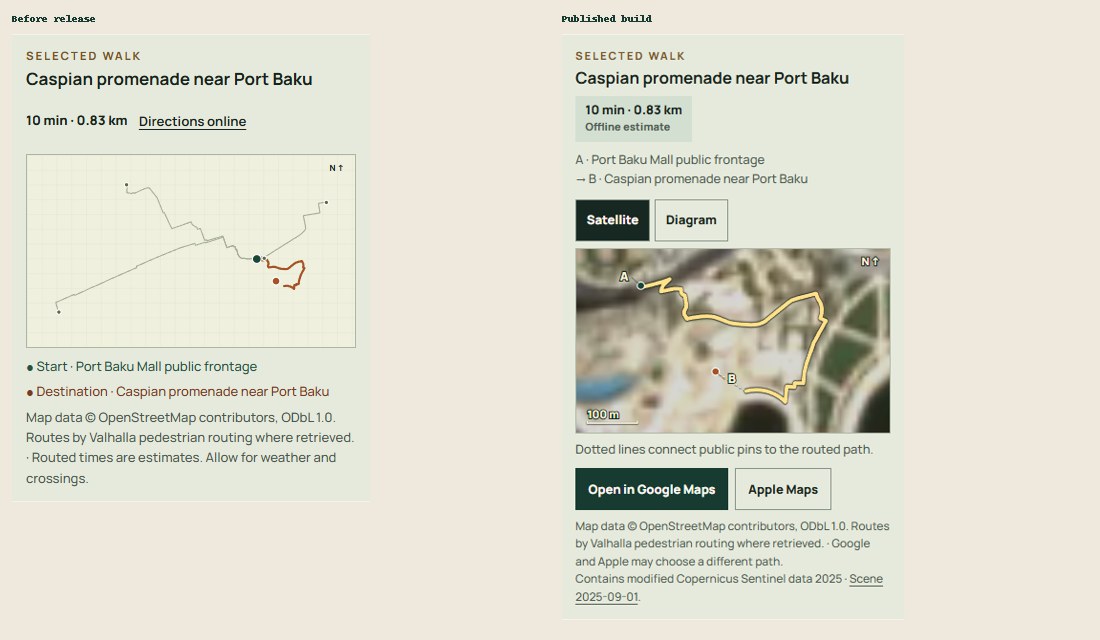 Before release
SELECTED WALK
Caspian promenade near Port Baku
10 min · 0.83 km Directions online
N ↑
● Start · Port Baku Mall public frontage
● Destination · Caspian promenade near Port Baku
Map data © OpenStreetMap contributors, ODbL 1.0.
Routes by Valhalla pedestrian routing where retrieved.
· Routed times are estimates. Allow for weather and
crossings.
Published build
SELECTED WALK
Caspian promenade near Port Baku
10 min · 0.83 km
Offline estimate
A · Port Baku Mall public frontage
→ B · Caspian promenade near Port Baku
Satellite Diagram
N ↑
A
B
100 m
Dotted lines connect public pins to the routed path.
Open in Google Maps Apple Maps
Map data © OpenStreetMap contributors, ODbL 1.0. Routes
by Valhalla pedestrian routing where retrieved. · Google
and Apple may choose a different path.
Contains modified Copernicus Sentinel data 2025 · Scene
2025-09-01.